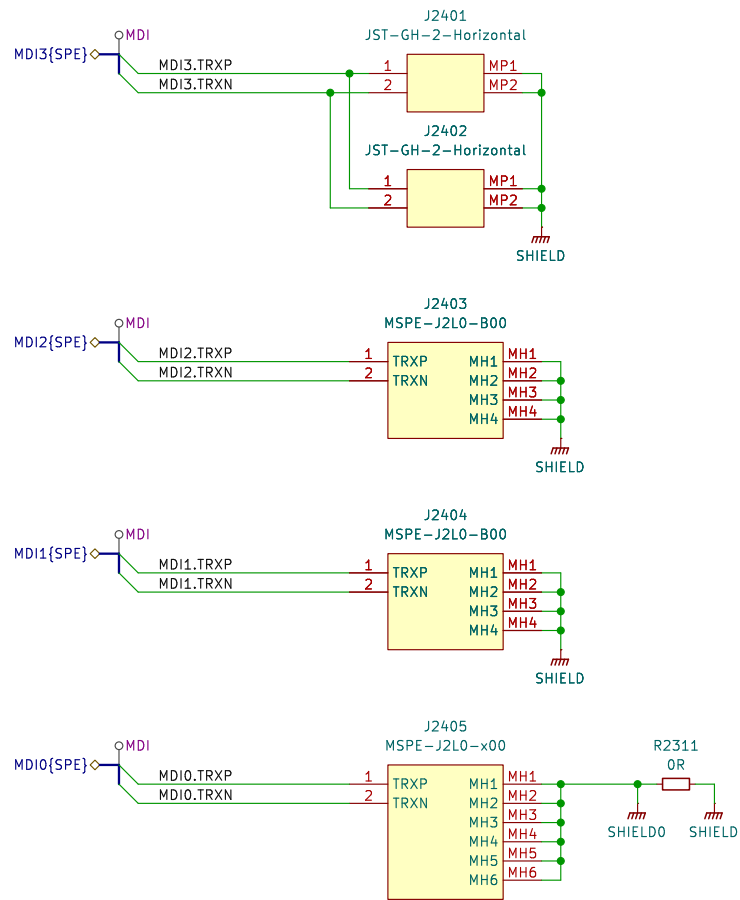 J2401
JST-GH-2-Horizontal
MDI
MDI3{SPE}
MDI3.TRXP
MDI3.TRXN
1
2
MP1
MP2
J2402
JST-GH-2-Horizontal
1
2
MP1
MP2
SHIELD
J2403
MSPE-J2L0-B00
MDI
MDI2{SPE}
MDI2.TRXP
MDI2.TRXN
1
2
TRXP
TRXN
MH1
MH2
MH3
MH4
MH1
MH2
MH3
MH4
SHIELD
J2404
MSPE-J2L0-B00
MDI
MDI1{SPE}
MDI1.TRXP
MDI1.TRXN
1
2
TRXP
TRXN
MH1
MH2
MH3
MH4
MH1
MH2
MH3
MH4
SHIELD
J2405
MSPE-J2L0-x00
MDI
MDI0{SPE}
MDI0.TRXP
MDI0.TRXN
1
2
TRXP
TRXN
MH1
MH2
MH3
MH4
MH5
MH6
MH1
MH2
MH3
MH4
MH5
MH6
R2311
0R
SHIELD0
SHIELD